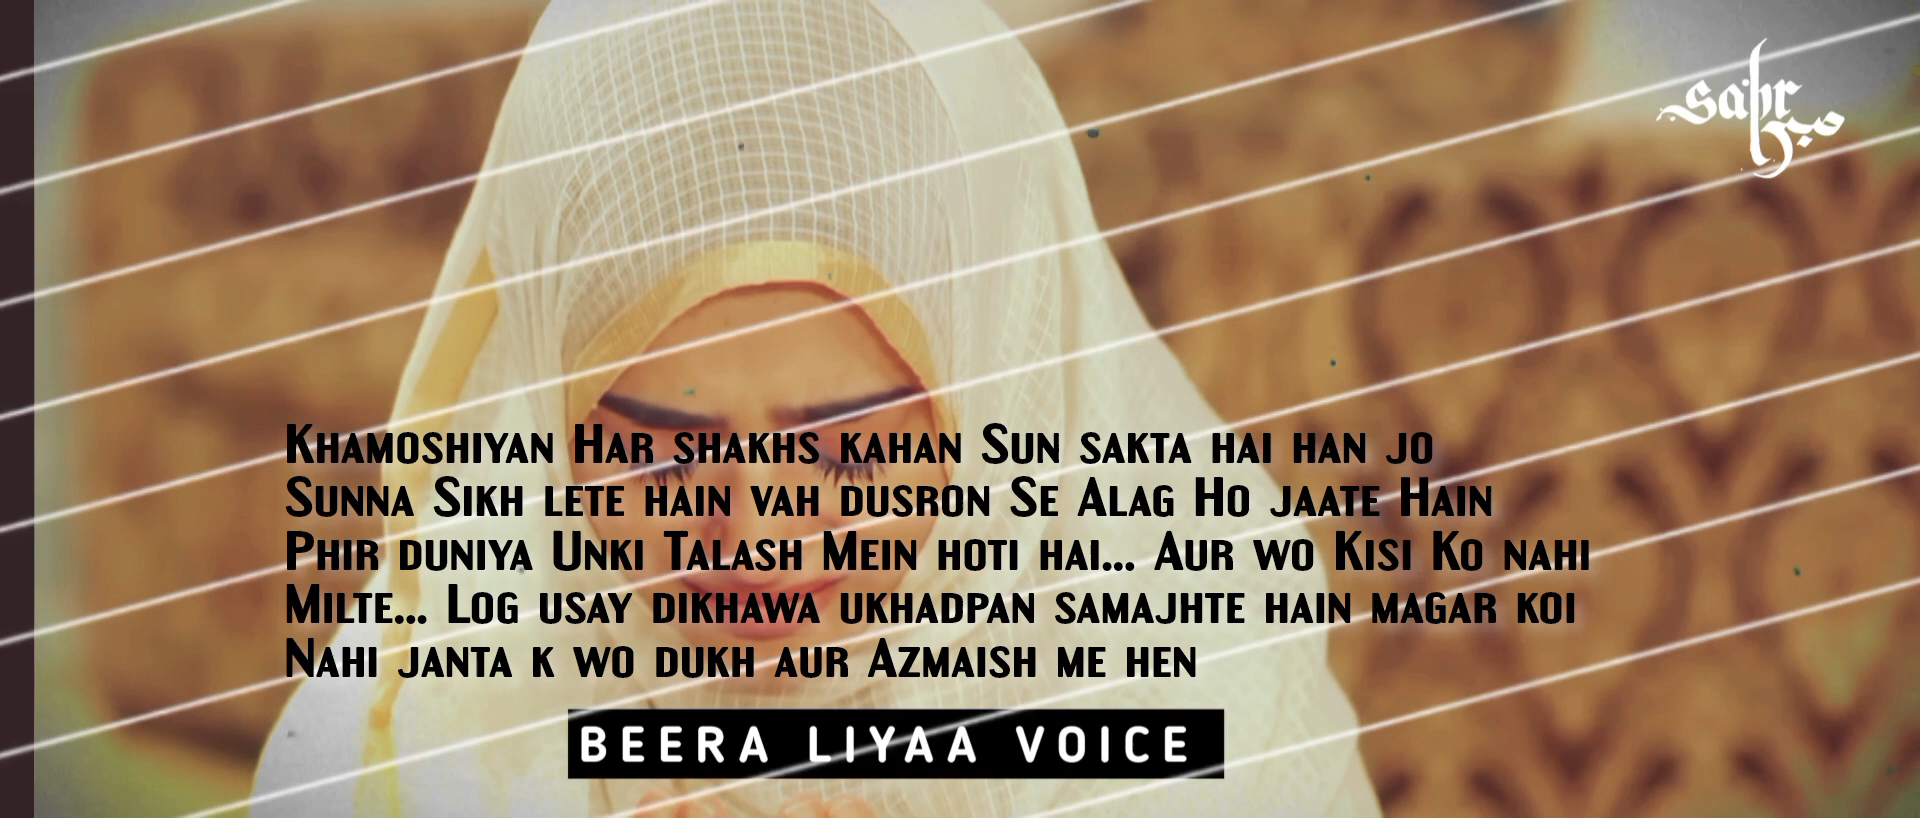 sabr
صبر
Khamoshiyan Har shakhs kahan Sun sakta hai han jo
Sunna Sikh lete hain vah dusron Se Alag Ho jaate Hain
Phir duniya Unki Talash Mein hoti hai... Aur wo Kisi Ko nahi
Milte... Log usay dikhawa ukhadpan samajhte hain magar koi
Nahi janta k wo dukh aur Azmaish me hen
BEERA LIYAA VOICE